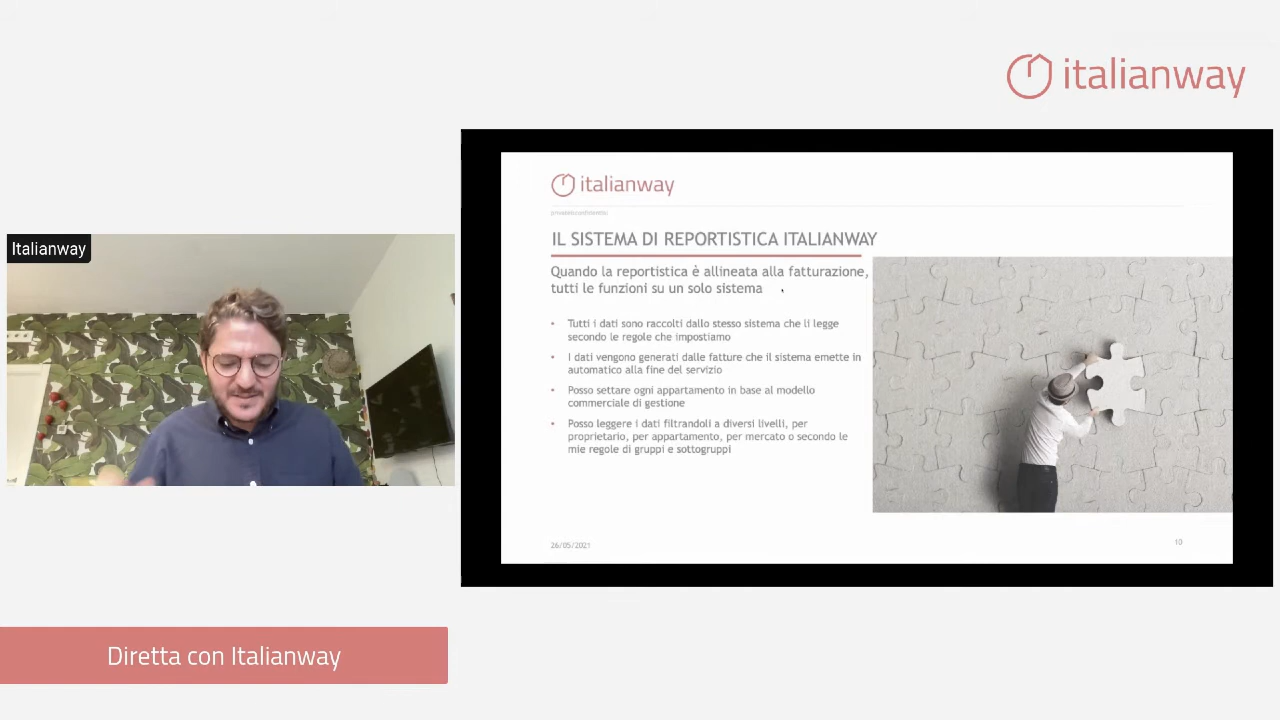 italianway
Italianway
italianway
IL SISTEMA DI REPORTISTICA ITALIANWAY
Quando la reportistica è allineata alla fatturazione,
tutti le funzioni su un solo sistema
• Tutti i dati sono raccolti dallo stesso sistema che li legge
secondo le regole che impostiamo
• I dati vengono generati dalle fatture che il sistema emette in
automatico alla fine del servizio
• Posso settare ogni appartamento in base al modello
commerciale di gestione
• Posso leggere i dati filtrandoli a diversi livelli, per
proprietario, per appartamento, per mercato o secondo le
mie regole di gruppi e sottogruppi
26/05/2021
10
Diretta con Italianway